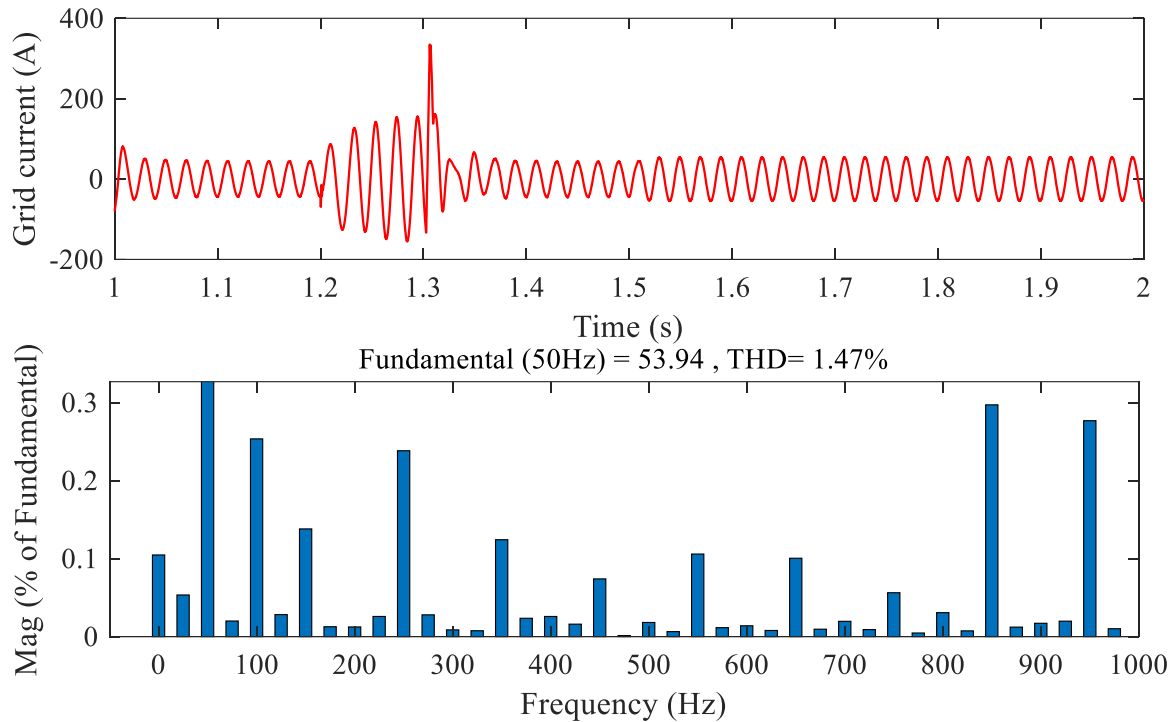 400
200
0
-200
Grid current (A)
1 1.1 1.2 1.3 1.4 1.5 1.6 1.7 1.8 1.9 2
Time (s)
Fundamental (50Hz) = 53.94 , THD= 1.47%
0.3
0.2
0.1
0
Mag (% of Fundamental)
0 100 200 300 400 500 600 700 800 900 1000
Frequency (Hz)